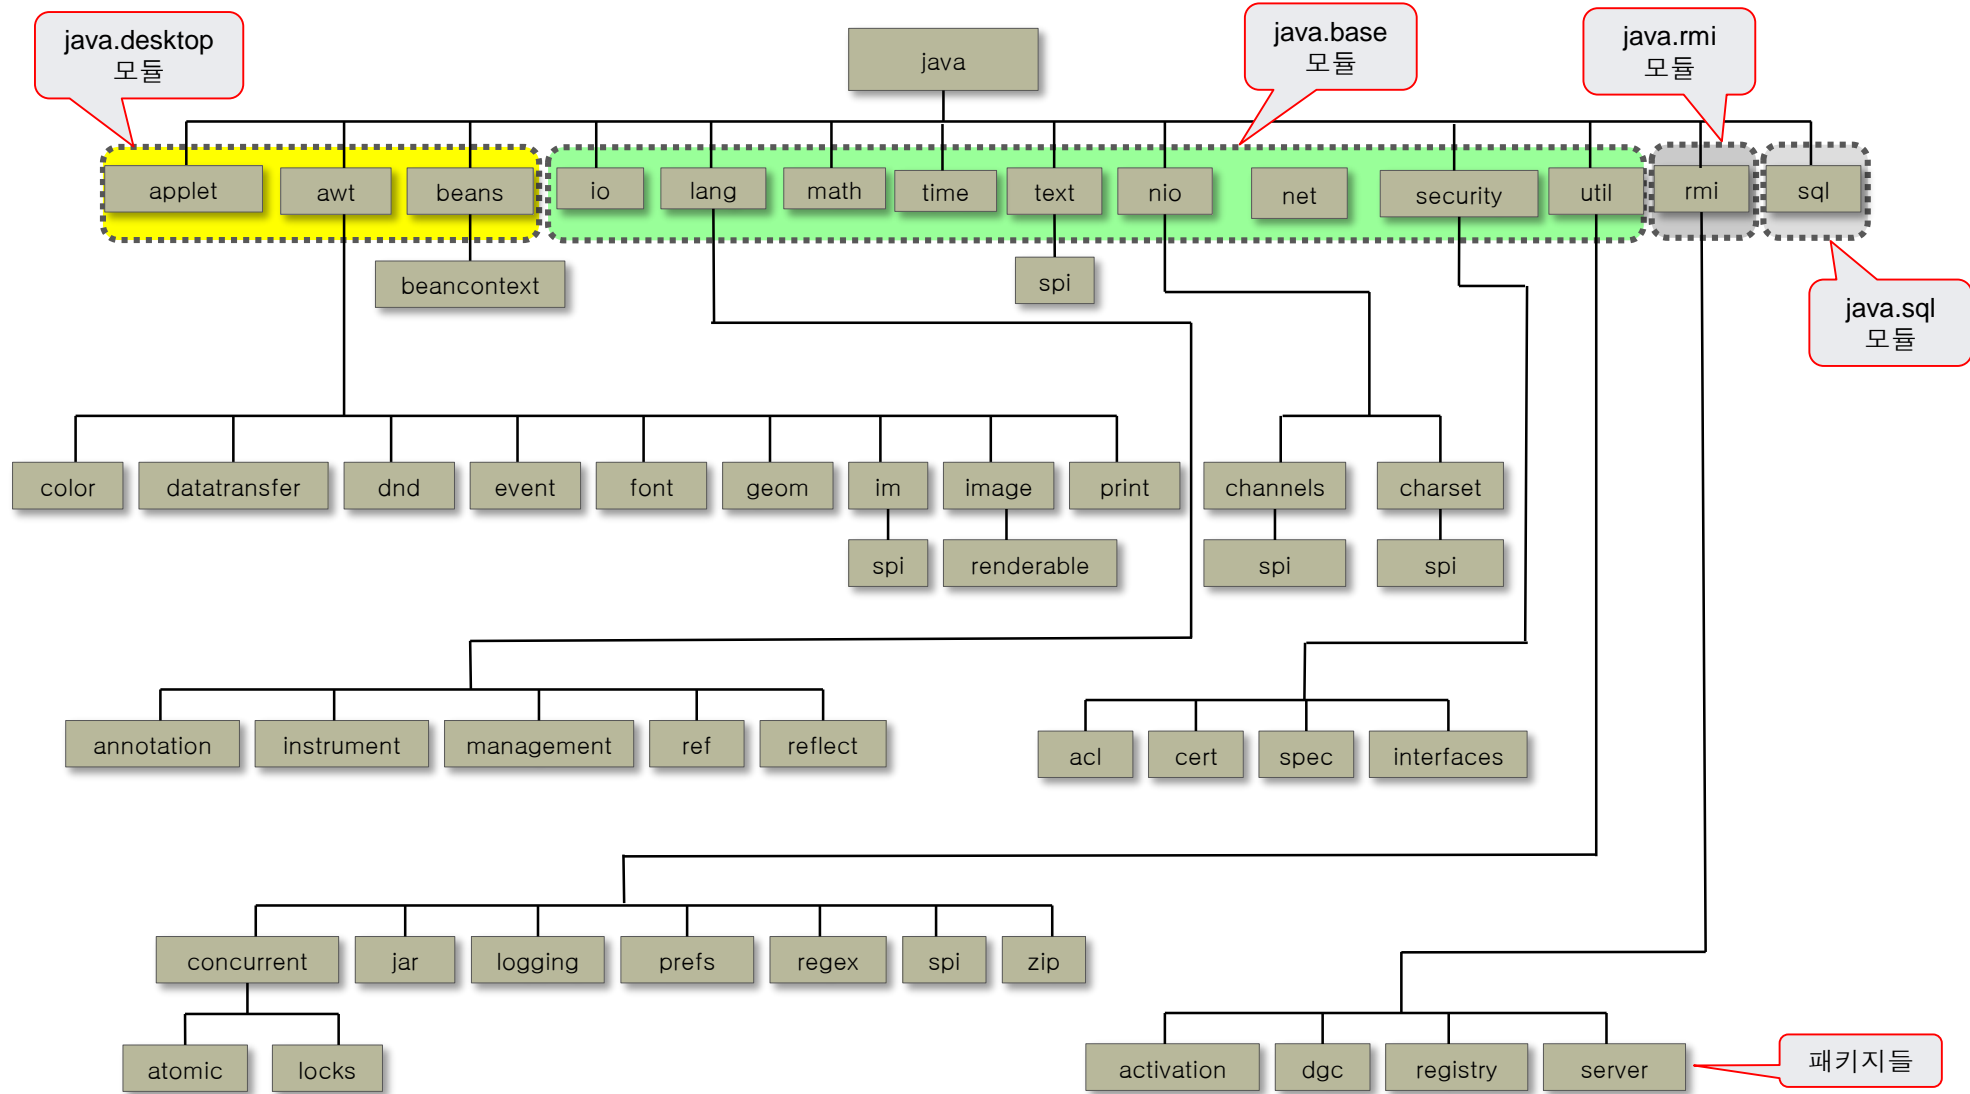 java.desktop
모듈
java
java.base
모듈
java.rmi
모듈
applet
awt
beans
io
lang
math
time
text
nio
net
security
util
rmi
sql
beancontext
spi
java.sql
모듈
color
datatransfer
dnd
event
font
geom
im
image
print
channels
charset
spi
renderable
spi
spi
annotation
instrument
management
ref
reflect
acl
cert
spec
interfaces
concurrent
jar
logging
prefs
regex
spi
zip
atomic
locks
activation
dgc
registry
server
패키지들